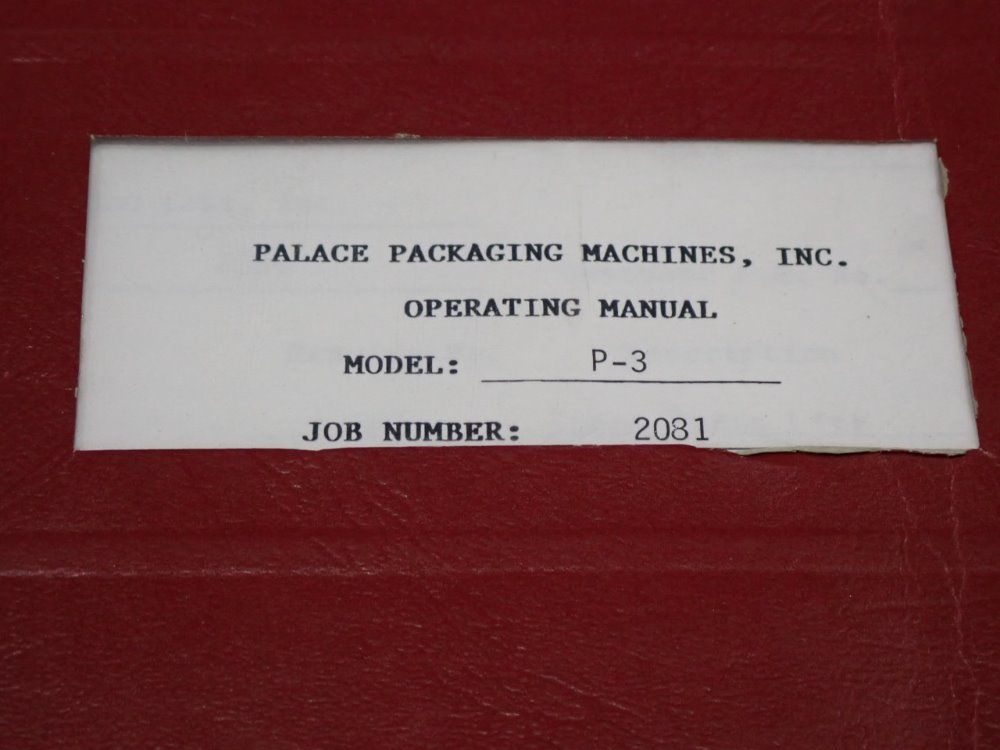 PALACE PACKAGING MACHINES, INC.
OPERATING MANUAL
MODEL: P-3
JOB NUMBER: 2081